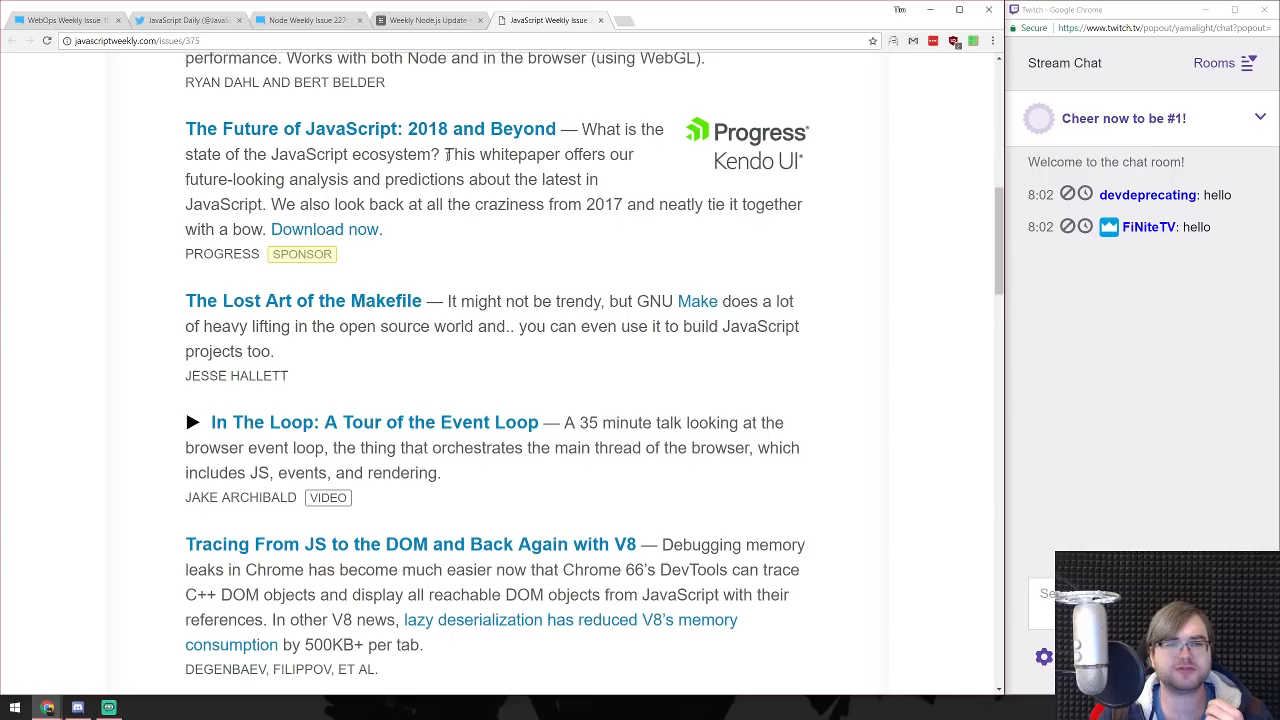 WebOps Weekly Issue 15
JavaScript Daily (@JavaS
Node Weekly Issue 227:
Weekly Node.js Update -
JavaScript Weekly Issue
Tim
javascriptweekly.com/issues/375
performance. Works with both Node and in the browser (using WebGL).
RYAN DAHL AND BERT BELDER
The Future of JavaScript: 2018 and Beyond — What is the
state of the JavaScript ecosystem? This whitepaper offers our
future-looking analysis and predictions about the latest in
JavaScript. We also look back at all the craziness from 2017 and neatly tie it together
with a bow. Download now.
PROGRESS SPONSOR
Progress
Kendo UI
The Lost Art of the Makefile — It might not be trendy, but GNU Make does a lot
of heavy lifting in the open source world and.. you can even use it to build JavaScript
projects too.
JESSE HALLETT
In The Loop: A Tour of the Event Loop — A 35 minute talk looking at the
browser event loop, the thing that orchestrates the main thread of the browser, which
includes JS, events, and rendering.
JAKE ARCHIBALD VIDEO
Tracing From JS to the DOM and Back Again with V8 — Debugging memory
leaks in Chrome has become much easier now that Chrome 66’s DevTools can trace
C++ DOM objects and display all reachable DOM objects from JavaScript with their
references. In other V8 news, lazy deserialization has reduced V8’s memory
consumption by 500KB+ per tab.
DEGENBAEV, FILIPPOV, ET AL.
Twitch - Google Chrome
Secure https://www.twitch.tv/popout/yamalight/chat?popout=
Stream Chat
Rooms
Cheer now to be #1!
Welcome to the chat room!
8:02 devdeprecating: hello
8:02 FiNiteTV: hello
Se